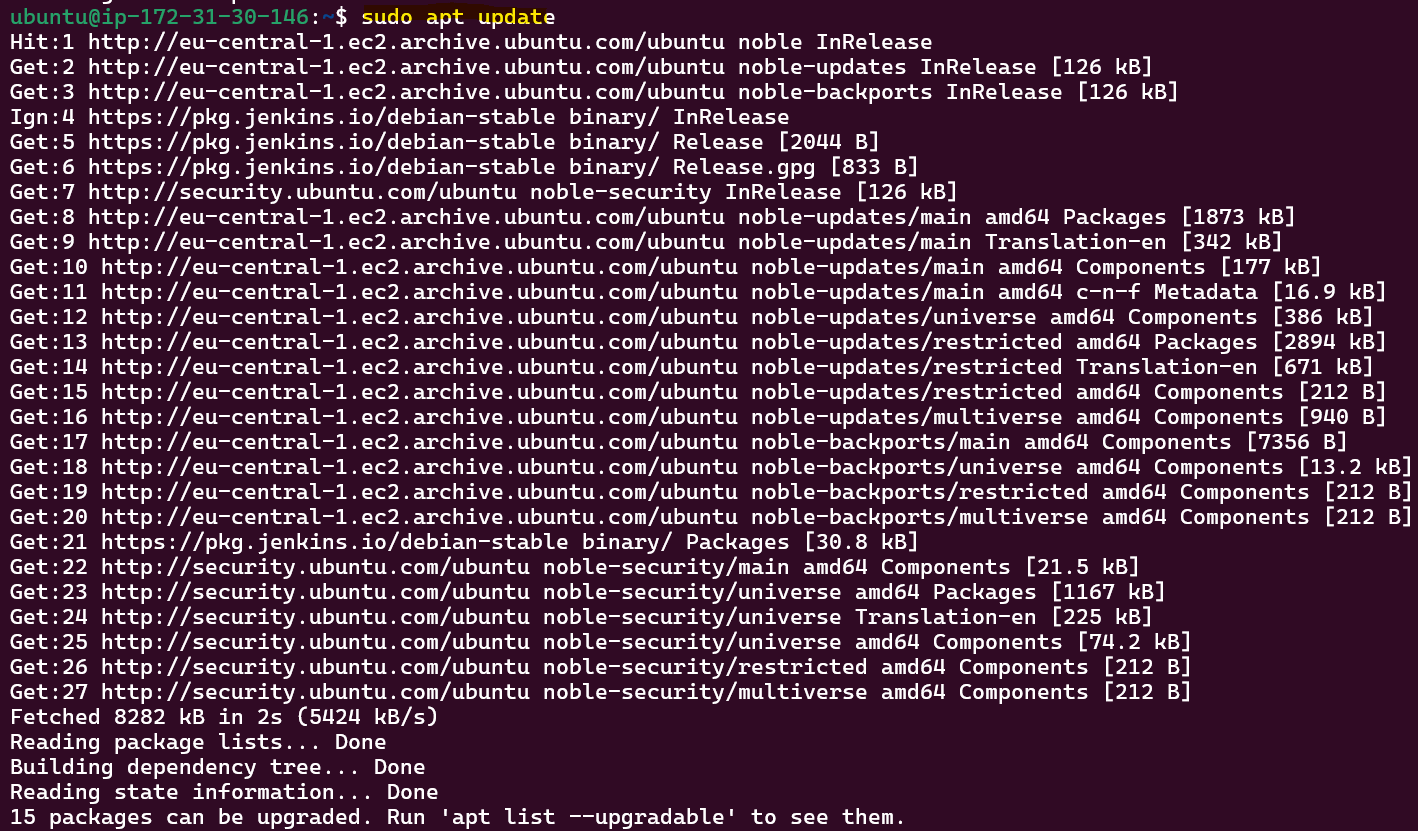 ubuntu@ip-172-31-30-146:~$ sudo apt update
Hit:1 http://eu-central-1.ec2.archive.ubuntu.com/ubuntu noble InRelease
Get:2 http://eu-central-1.ec2.archive.ubuntu.com/ubuntu noble-updates InRelease [126 kB]
Get:3 http://eu-central-1.ec2.archive.ubuntu.com/ubuntu noble-backports InRelease [126 kB]
Ign:4 https://pkg.jenkins.io/debian-stable binary/ InRelease
Get:5 https://pkg.jenkins.io/debian-stable binary/ Release [2044 B]
Get:6 https://pkg.jenkins.io/debian-stable binary/ Release.gpg [833 B]
Get:7 http://security.ubuntu.com/ubuntu noble-security InRelease [126 kB]
Get:8 http://eu-central-1.ec2.archive.ubuntu.com/ubuntu noble-updates/main amd64 Packages [1873 kB]
Get:9 http://eu-central-1.ec2.archive.ubuntu.com/ubuntu noble-updates/main Translation-en [342 kB]
Get:10 http://eu-central-1.ec2.archive.ubuntu.com/ubuntu noble-updates/main amd64 Components [177 kB]
Get:11 http://eu-central-1.ec2.archive.ubuntu.com/ubuntu noble-updates/main amd64 c-n-f Metadata [16.9 kB]
Get:12 http://eu-central-1.ec2.archive.ubuntu.com/ubuntu noble-updates/universe amd64 Components [386 kB]
Get:13 http://eu-central-1.ec2.archive.ubuntu.com/ubuntu noble-updates/restricted amd64 Packages [2894 kB]
Get:14 http://eu-central-1.ec2.archive.ubuntu.com/ubuntu noble-updates/restricted Translation-en [671 kB]
Get:15 http://eu-central-1.ec2.archive.ubuntu.com/ubuntu noble-updates/restricted amd64 Components [212 B]
Get:16 http://eu-central-1.ec2.archive.ubuntu.com/ubuntu noble-updates/multiverse amd64 Components [940 B]
Get:17 http://eu-central-1.ec2.archive.ubuntu.com/ubuntu noble-backports/main amd64 Components [7356 B]
Get:18 http://eu-central-1.ec2.archive.ubuntu.com/ubuntu noble-backports/universe amd64 Components [13.2 kB]
Get:19 http://eu-central-1.ec2.archive.ubuntu.com/ubuntu noble-backports/restricted amd64 Components [212 B]
Get:20 http://eu-central-1.ec2.archive.ubuntu.com/ubuntu noble-backports/multiverse amd64 Components [212 B]
Get:21 https://pkg.jenkins.io/debian-stable binary/ Packages [30.8 kB]
Get:22 http://security.ubuntu.com/ubuntu noble-security/main amd64 Components [21.5 kB]
Get:23 http://security.ubuntu.com/ubuntu noble-security/universe amd64 Packages [1167 kB]
Get:24 http://security.ubuntu.com/ubuntu noble-security/universe Translation-en [225 kB]
Get:25 http://security.ubuntu.com/ubuntu noble-security/universe amd64 Components [74.2 kB]
Get:26 http://security.ubuntu.com/ubuntu noble-security/restricted amd64 Components [212 B]
Get:27 http://security.ubuntu.com/ubuntu noble-security/multiverse amd64 Components [212 B]
Fetched 8282 kB in 2s (5424 kB/s)
Reading package lists... Done
Building dependency tree... Done
Reading state information... Done
15 packages can be upgraded. Run 'apt list --upgradable' to see them.